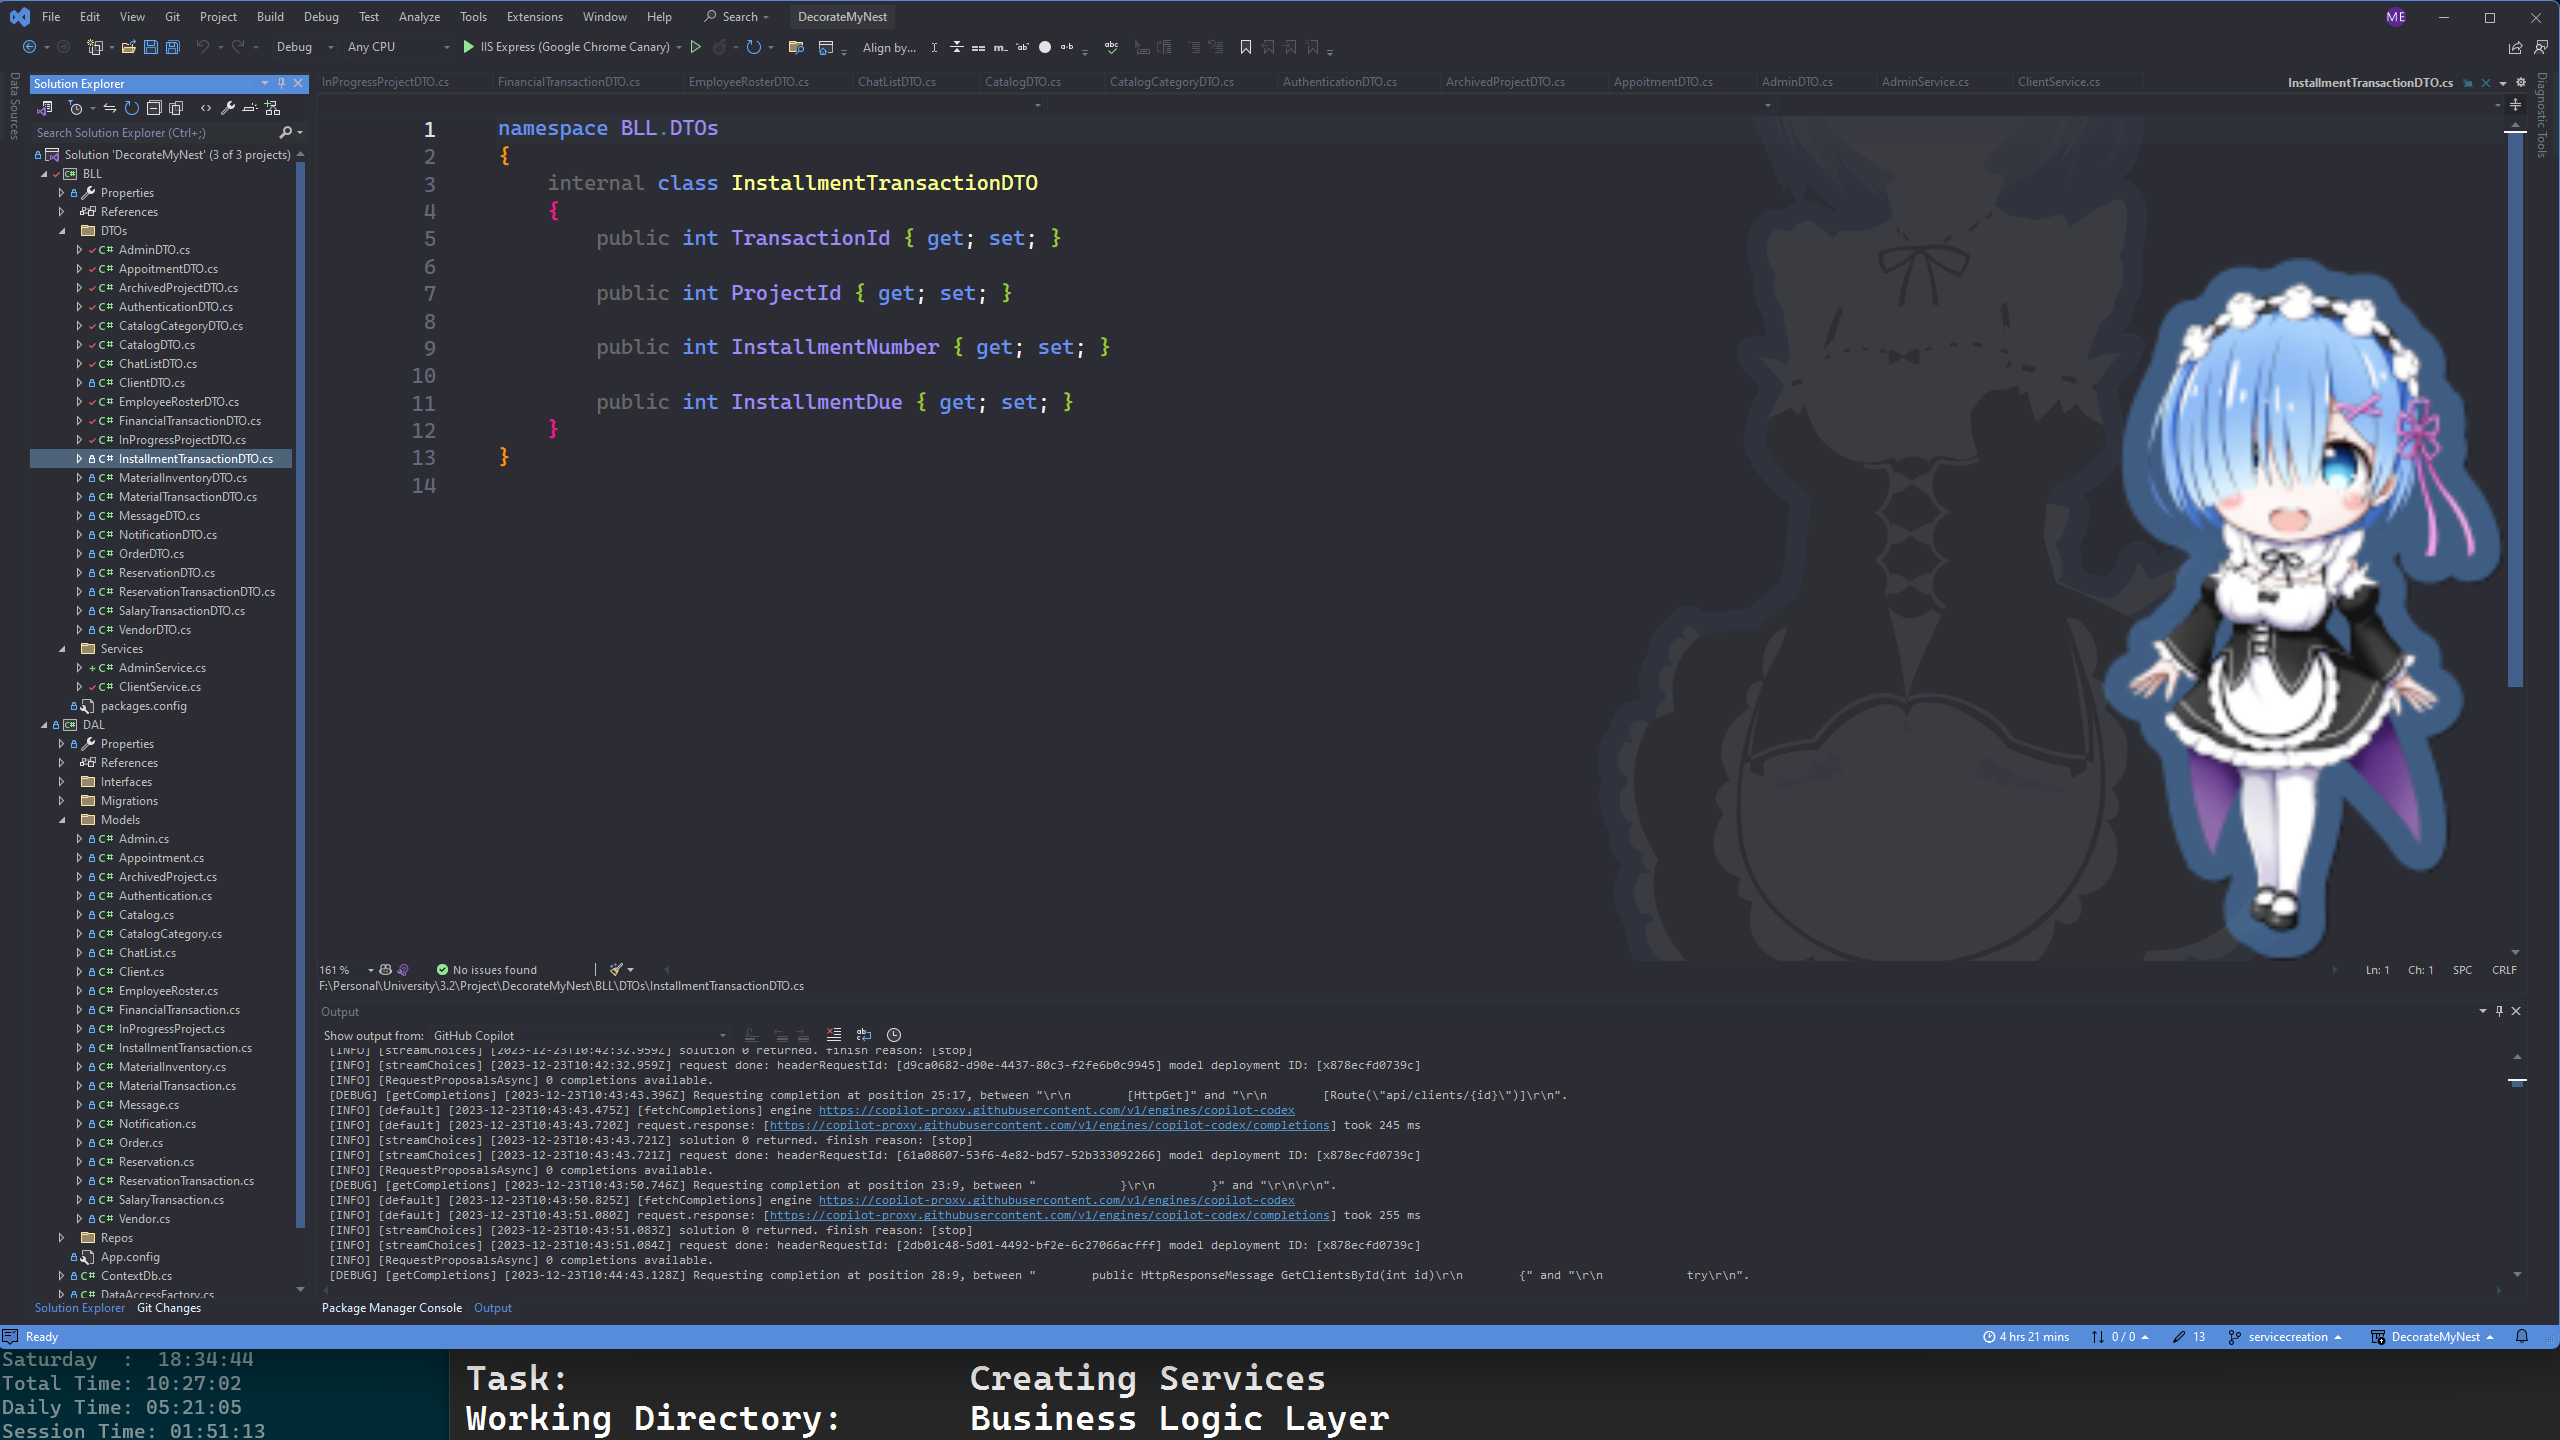 File Edit View Git Project Build Debug Test Analyze Tools Extensions Window Help Search DecorateMyNest ME
Debug Any CPU IIS Express (Google Chrome Canary) Align by...
Data Sources
Solution Explorer
Search Solution Explorer (Ctrl+;)
Solution 'DecorateMyNest' (3 of 3 projects)
BLL
Properties
References
DTOs
AdminDTO.cs
AppoitmentDTO.cs
ArchivedProjectDTO.cs
AuthenticationDTO.cs
CatalogCategoryDTO.cs
CatalogDTO.cs
ChatListDTO.cs
ClientDTO.cs
EmployeeRosterDTO.cs
FinancialTransactionDTO.cs
InProgressProjectDTO.cs
InstallmentTransactionDTO.cs
MaterialInventoryDTO.cs
MaterialTransactionDTO.cs
MessageDTO.cs
NotificationDTO.cs
OrderDTO.cs
ReservationDTO.cs
ReservationTransactionDTO.cs
SalaryTransactionDTO.cs
VendorDTO.cs
Services
AdminService.cs
ClientService.cs
packages.config
DAL
Properties
References
Interfaces
Migrations
Models
Admin.cs
Appointment.cs
ArchivedProject.cs
Authentication.cs
Catalog.cs
CatalogCategory.cs
ChatList.cs
Client.cs
EmployeeRoster.cs
FinancialTransaction.cs
InProgressProject.cs
InstallmentTransaction.cs
MaterialInventory.cs
MaterialTransaction.cs
Message.cs
Notification.cs
Order.cs
Reservation.cs
ReservationTransaction.cs
SalaryTransaction.cs
Vendor.cs
Repos
App.config
ContextDb.cs
DataAccessFactory.cs
Solution Explorer Git Changes
InProgressProjectDTO.cs FinancialTransactionDTO.cs EmployeeRosterDTO.cs ChatListDTO.cs CatalogDTO.cs CatalogCategoryDTO.cs AuthenticationDTO.cs ArchivedProjectDTO.cs AppoitmentDTO.cs AdminDTO.cs AdminService.cs ClientService.cs InstallmentTransactionDTO.cs
Diagnostic Tools
1 namespace BLL.DTOs
2 {
3 internal class InstallmentTransactionDTO
4 {
5 public int TransactionId { get; set; }
6
7 public int ProjectId { get; set; }
8
9 public int InstallmentNumber { get; set; }
10
11 public int InstallmentDue { get; set; }
12 }
13 }
14
161 % No issues found Ln: 1 Ch: 1 SPC CRLF
F:\Personal\University\3.2\Project\DecorateMyNest\BLL\DTOs\InstallmentTransactionDTO.cs
Output
Show output from: GitHub Copilot
[INFO] [streamChoices] [2023-12-23T10:42:32.959Z] solution 0 returned. finish reason: [stop]
[INFO] [streamChoices] [2023-12-23T10:42:32.959Z] request done: headerRequestId: [d9ca0682-d90e-4437-80c3-f2fe6b0c9945] model deployment ID: [x878ecfd0739c]
[INFO] [RequestProposalsAsync] 0 completions available.
[DEBUG] [getCompletions] [2023-12-23T10:43:43.396Z] Requesting completion at position 25:17, between "\r\n [HttpGet]" and "\r\n [Route(\"api/clients/{id}\")]\r\n".
[INFO] [default] [2023-12-23T10:43:43.475Z] [fetchCompletions] engine https://copilot-proxy.githubusercontent.com/v1/engines/copilot-codex
[INFO] [default] [2023-12-23T10:43:43.720Z] request.response: [https://copilot-proxy.githubusercontent.com/v1/engines/copilot-codex/completions] took 245 ms
[INFO] [streamChoices] [2023-12-23T10:43:43.721Z] solution 0 returned. finish reason: [stop]
[INFO] [streamChoices] [2023-12-23T10:43:43.721Z] request done: headerRequestId: [61a08607-53f6-4e82-bd57-52b333092266] model deployment ID: [x878ecfd0739c]
[INFO] [RequestProposalsAsync] 0 completions available.
[DEBUG] [getCompletions] [2023-12-23T10:43:50.746Z] Requesting completion at position 23:9, between " }\r\n }" and "\r\n\r\n".
[INFO] [default] [2023-12-23T10:43:50.825Z] [fetchCompletions] engine https://copilot-proxy.githubusercontent.com/v1/engines/copilot-codex
[INFO] [default] [2023-12-23T10:43:51.080Z] request.response: [https://copilot-proxy.githubusercontent.com/v1/engines/copilot-codex/completions] took 255 ms
[INFO] [streamChoices] [2023-12-23T10:43:51.083Z] solution 0 returned. finish reason: [stop]
[INFO] [streamChoices] [2023-12-23T10:43:51.084Z] request done: headerRequestId: [2db01c48-5d01-4492-bf2e-6c27066acfff] model deployment ID: [x878ecfd0739c]
[INFO] [RequestProposalsAsync] 0 completions available.
[DEBUG] [getCompletions] [2023-12-23T10:44:43.128Z] Requesting completion at position 28:9, between " public HttpResponseMessage GetClientsById(int id)\r\n {" and "\r\n try\r\n".
Package Manager Console Output
Ready 4 hrs 21 mins 0 / 0 13 servicecreation DecorateMyNest
Saturday : 18:34:44
Total Time: 10:27:02
Daily Time: 05:21:05
Session Time: 01:51:13
Task: Creating Services
Working Directory: Business Logic Layer